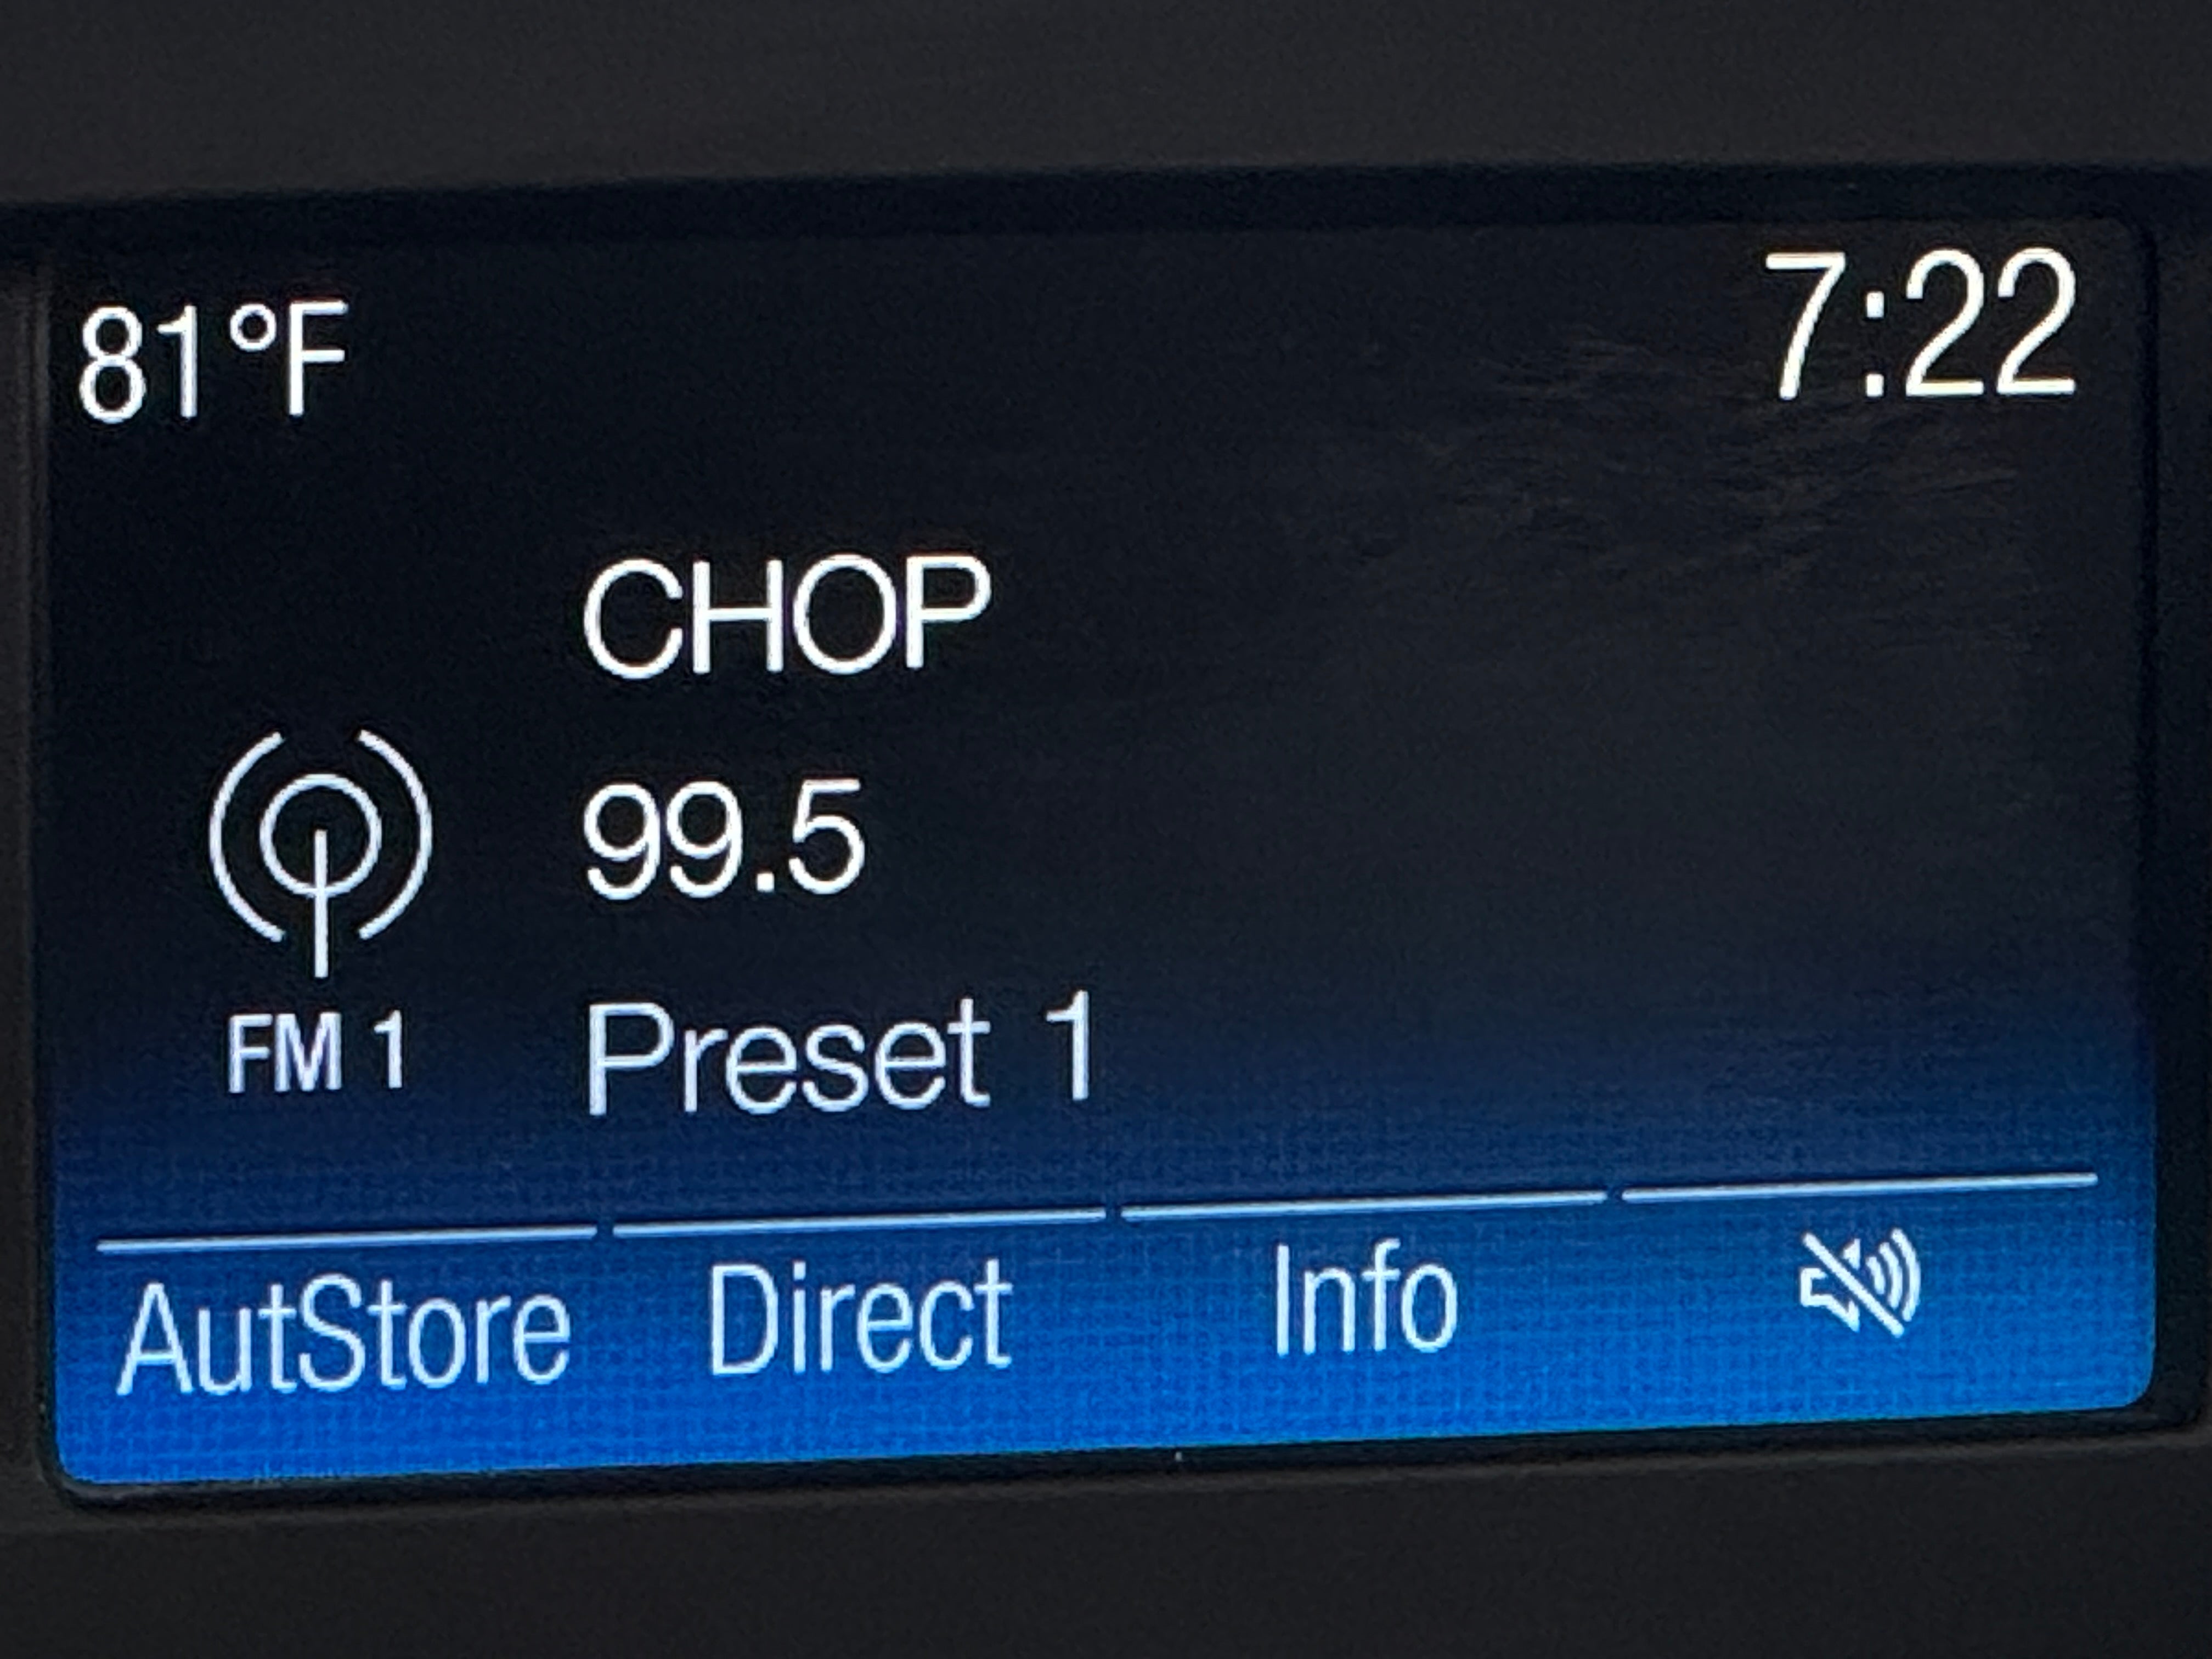 81°F
7:22
CHOP
99.5
FM 1
Preset 1
AutStore
Direct
Info